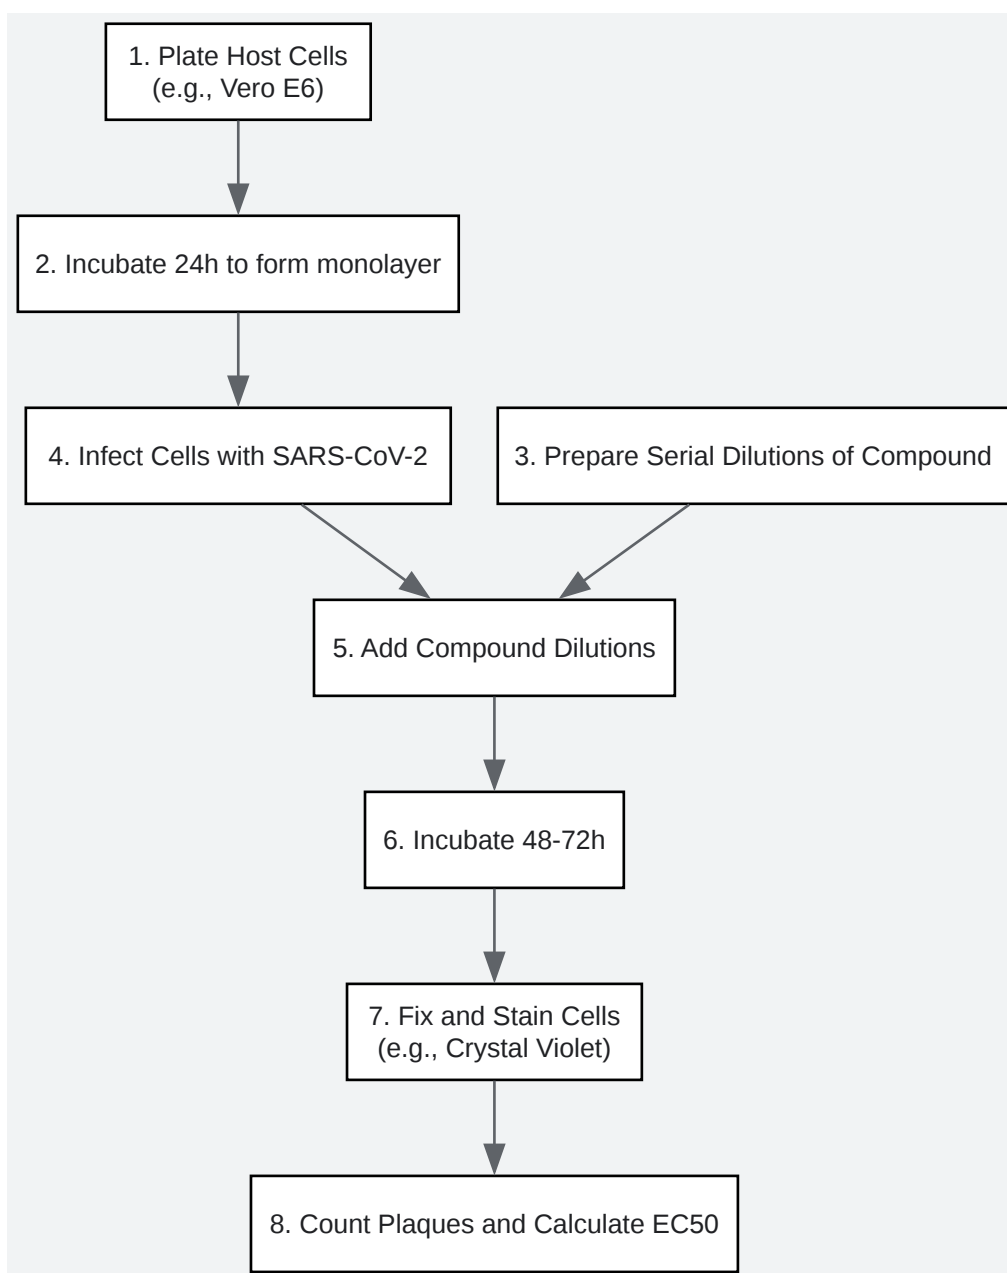 1. Plate Host Cells
(e.g., Vero E6)
2. Incubate 24h to form monolayer
4. Infect Cells with SARS-CoV-2
3. Prepare Serial Dilutions of Compound
5. Add Compound Dilutions
6. Incubate 48-72h
7. Fix and Stain Cells
(e.g., Crystal Violet)
8. Count Plaques and Calculate EC50